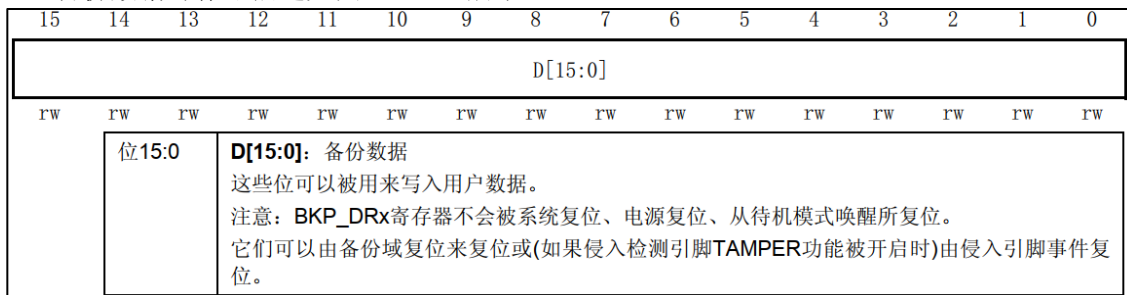 15 14 13 12 11 10 9 8 7 6 5 4 3 2 1 0
D[15:0]
rw rw rw rw rw rw rw rw rw rw rw rw rw rw rw rw
位15:0 D[15:0]：备份数据
这些位可以被用来写入用户数据。
注意：BKP_DRx寄存器不会被系统复位、电源复位、从待机模式唤醒所复位。
它们可以由备份域复位来复位或(如果侵入检测引脚TAMPER功能被开启时)由侵入引脚事件复
位。